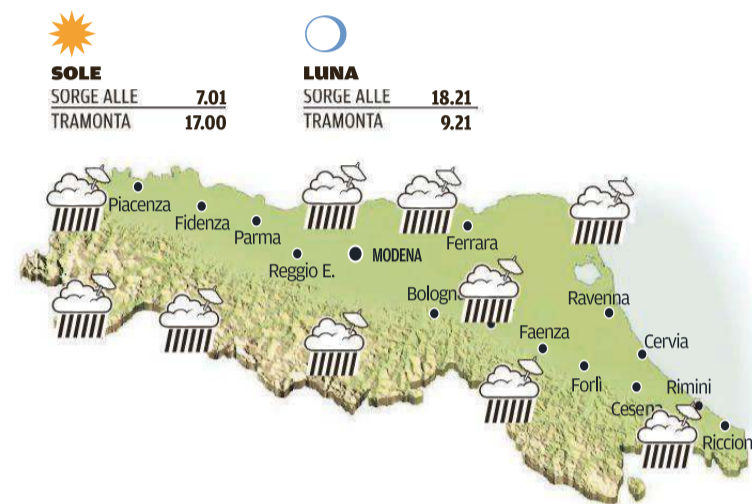 SOLE
SORGE ALLE 7.01
TRAMONTA 17.00
LUNA
SORGE ALLE 18.21
TRAMONTA 9.21
Piacenza
Fidenza
Parma
Reggio E.
MODENA
Ferrara
Bologna
Ravenna
Faenza
Cervia
Forlì
Cesena
Rimini
Riccion